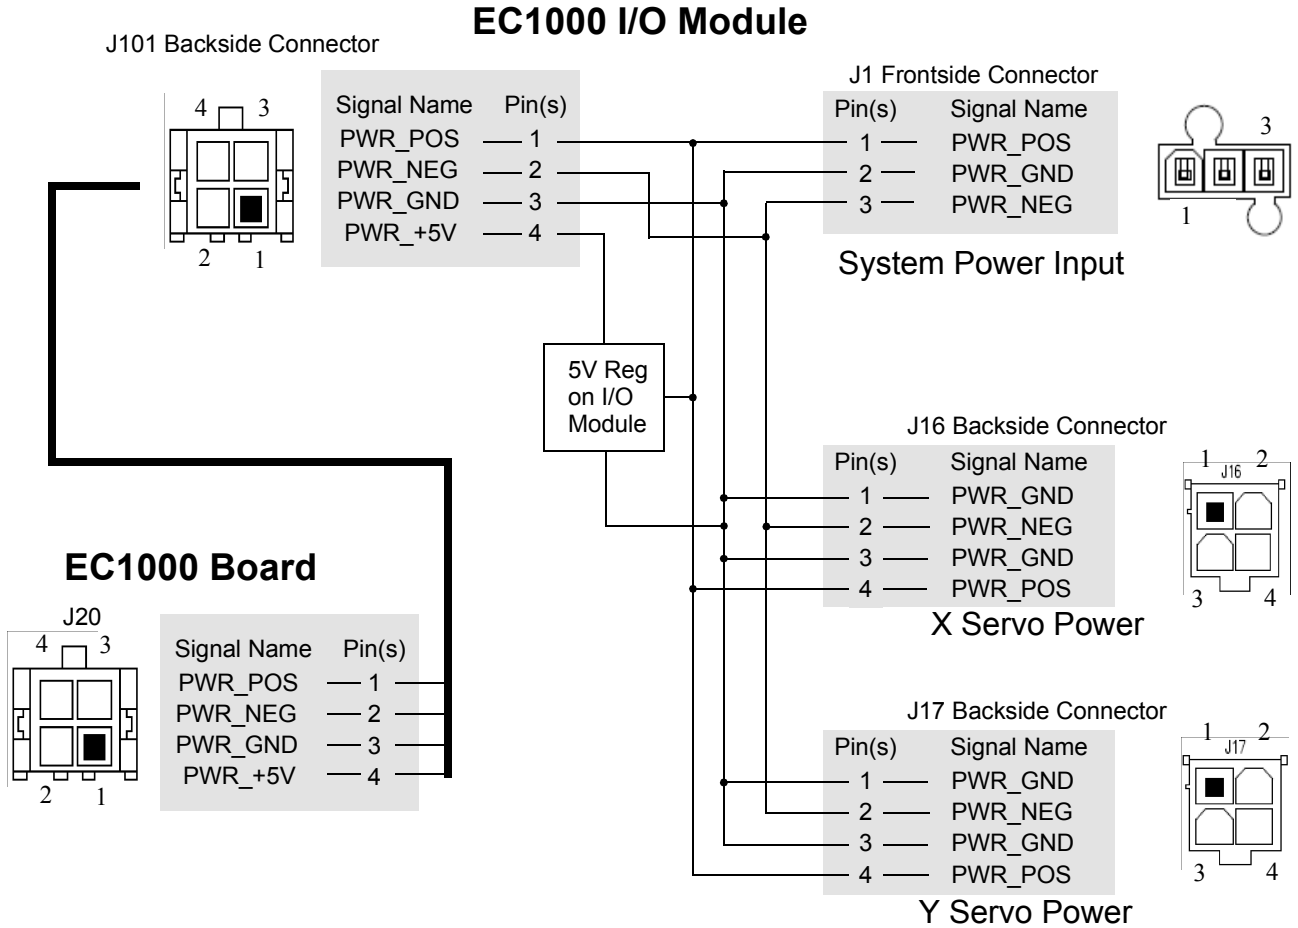 EC1000 I/O Module
J101 Backside Connector
4 3
2 1
Signal Name Pin(s)
PWR_POS 1
PWR_NEG 2
PWR_GND 3
PWR_+5V 4
J1 Frontside Connector
Pin(s) Signal Name
1 PWR_POS
2 PWR_GND
3 PWR_NEG
3
1
System Power Input
5V Reg
on I/O
Module
J16 Backside Connector
Pin(s) Signal Name
1 PWR_GND
2 PWR_NEG
3 PWR_GND
4 PWR_POS
1 2
J16
3 4
X Servo Power
EC1000 Board
J20
4 3
2 1
Signal Name Pin(s)
PWR_POS 1
PWR_NEG 2
PWR_GND 3
PWR_+5V 4
J17 Backside Connector
Pin(s) Signal Name
1 PWR_GND
2 PWR_NEG
3 PWR_GND
4 PWR_POS
1 2
J17
3 4
Y Servo Power